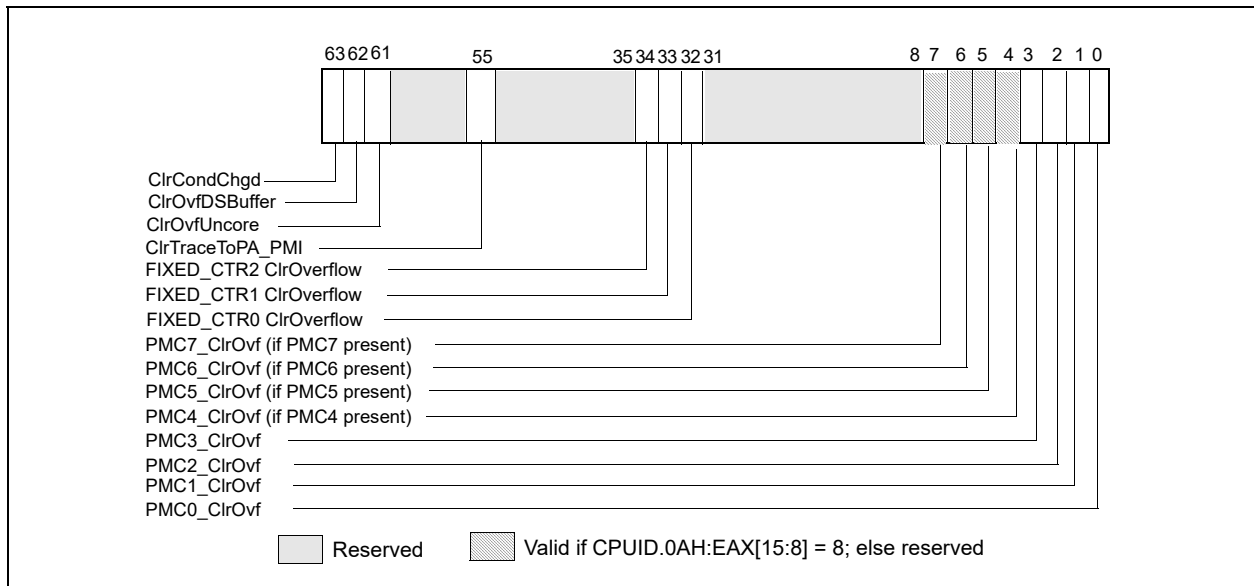 63 62 61 55 35 34 33 32 31 8 7 6 5 4 3 2 1 0
ClrCondChgd
ClrOvfDSBuffer
ClrOvfUncore
ClrTraceToPA_PMI
FIXED_CTR2 ClrOverflow
FIXED_CTR1 ClrOverflow
FIXED_CTR0 ClrOverflow
PMC7_ClrOvf (if PMC7 present)
PMC6_ClrOvf (if PMC6 present)
PMC5_ClrOvf (if PMC5 present)
PMC4_ClrOvf (if PMC4 present)
PMC3_ClrOvf
PMC2_ClrOvf
PMC1_ClrOvf
PMC0_ClrOvf
Reserved Valid if CPUID.0AH:EAX[15:8] = 8; else reserved